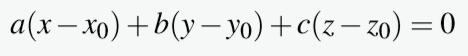 a(x − x₀) + b(y − y₀) + c(z − z₀) = 0